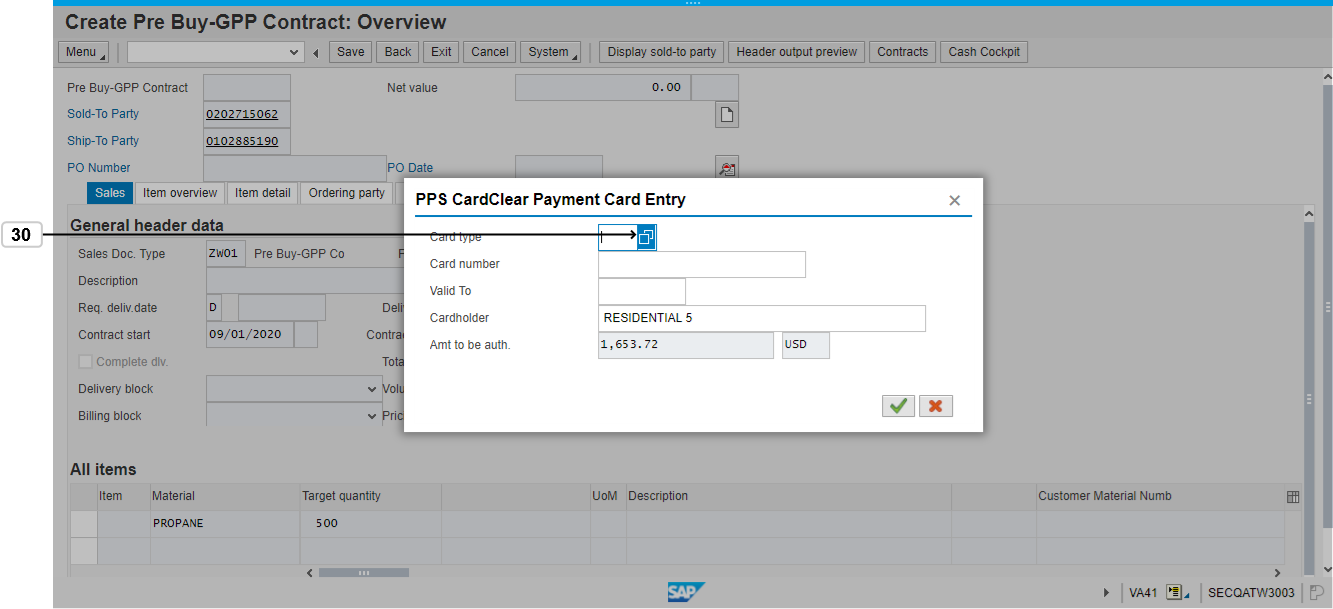 Create Pre Buy-GPP Contract: Overview
Menu Save Back Exit Cancel System Display sold-to party Header output preview Contracts Cash Cockpit
Pre Buy-GPP Contract Net value 0.00
Sold-To Party 0202715062
Ship-To Party 0102885190
PO Number PO Date
Sales Item overview Item detail Ordering party
PPS CardClear Payment Card Entry
30
Card type
Card number
Valid To
Cardholder RESIDENTIAL 5
Amt to be auth. 1,653.72 USD
General header data
Sales Doc. Type ZW01 Pre Buy-GPP Co
Description
Req. deliv.date D Deli
Contract start 09/01/2020 Contra
Complete dlv. Tota
Delivery block Volu
Billing block Pric
All items
Item Material Target quantity UoM Description Customer Material Numb
PROPANE 500
SAP VA41 SECQATW3003